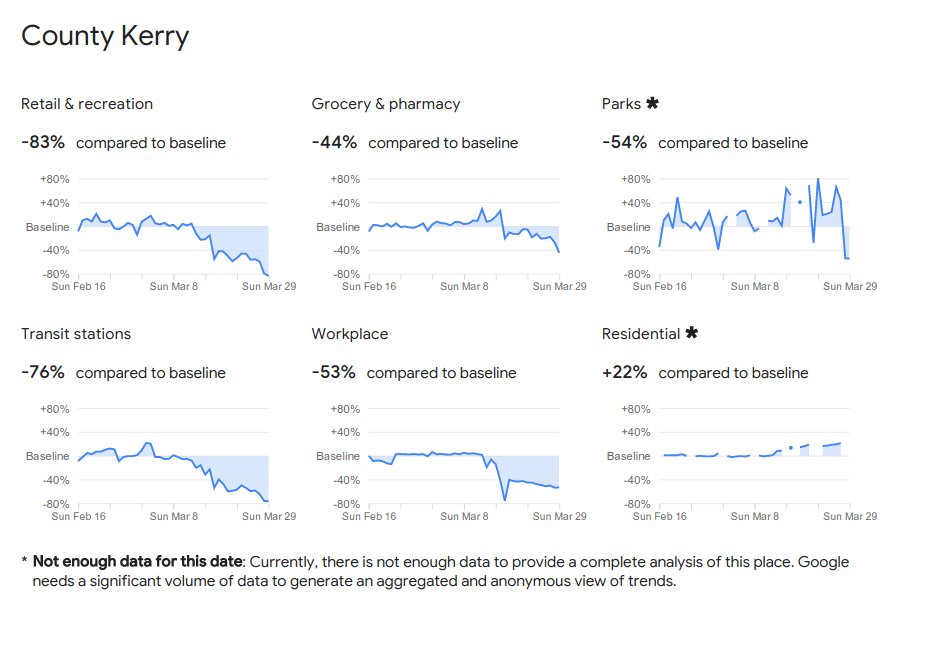 County Kerry
Retail & recreation
-83% compared to baseline
+80%
+40%
Baseline
-40%
-80%
Sun Feb 16 Sun Mar 8 Sun Mar 29
Grocery & pharmacy
-44% compared to baseline
+80%
+40%
Baseline
-40%
-80%
Sun Feb 16 Sun Mar 8 Sun Mar 29
Parks *
-54% compared to baseline
+80%
+40%
Baseline
-40%
-80%
Sun Feb 16 Sun Mar 8 Sun Mar 29
Transit stations
-76% compared to baseline
+80%
+40%
Baseline
-40%
-80%
Sun Feb 16 Sun Mar 8 Sun Mar 29
Workplace
-53% compared to baseline
+80%
+40%
Baseline
-40%
-80%
Sun Feb 16 Sun Mar 8 Sun Mar 29
Residential *
+22% compared to baseline
+80%
+40%
Baseline
-40%
-80%
Sun Feb 16 Sun Mar 8 Sun Mar 29
* Not enough data for this date: Currently, there is not enough data to provide a complete analysis of this place. Google
needs a significant volume of data to generate an aggregated and anonymous view of trends.